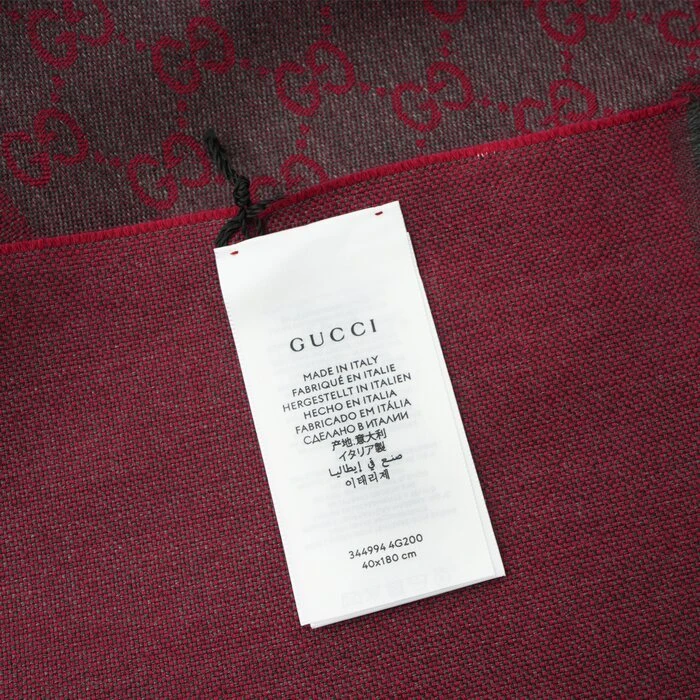 GUCCI
MADE IN ITALY
FABRIQUÉ EN ITALIE
HERGESTELLT IN ITALIEN
HECHO EN ITALIA
FABRICADO EM ITÁLIA
СДЕЛАНО В ИТАЛИИ
产地.意大利
イタリア製
صنع في إيطاليا
이태리제
344994 4G200
40x180 cm